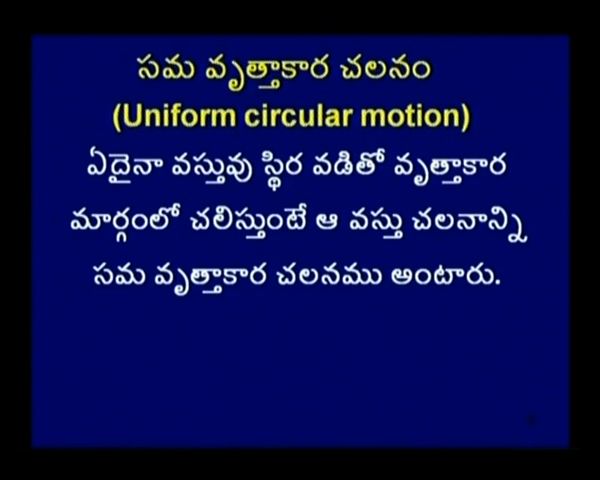 సమ వృత్తాకార చలనం
(Uniform circular motion)
ఏదైనా వస్తువు స్థిర వడితో వృత్తాకార
మార్గంలో చలిస్తుంటే ఆ వస్తు చలనాన్ని
సమ వృత్తాకార చలనము అంటారు.